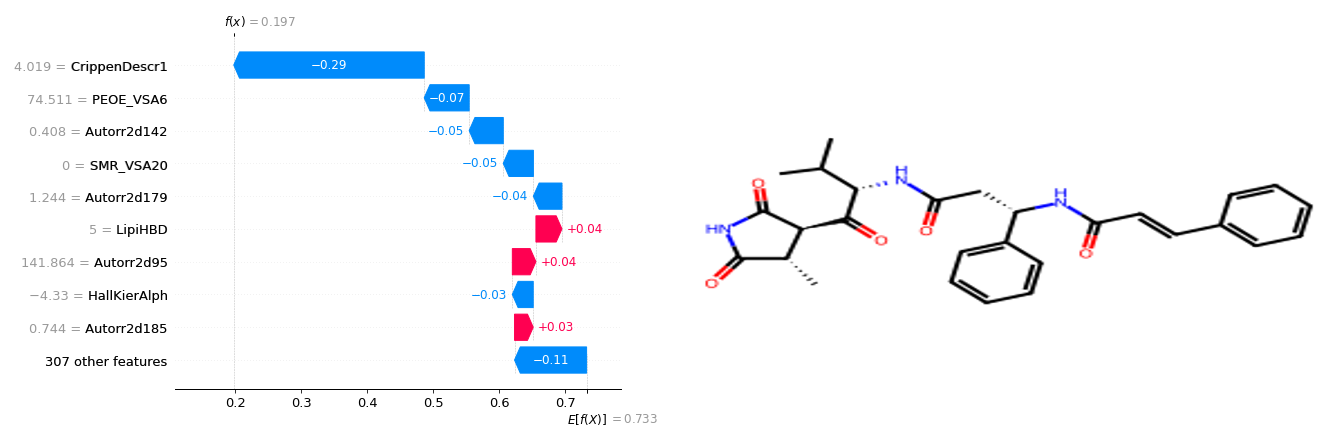 f(x) = 0.197
4.019 = CrippenDescr1
−0.29
74.511 = PEOE_VSA6
−0.07
0.408 = Autorr2d142
−0.05
0 = SMR_VSA20
−0.05
1.244 = Autorr2d179
−0.04
5 = LipiHBD
+0.04
141.864 = Autorr2d95
+0.04
−4.33 = HallKierAlph
−0.03
0.744 = Autorr2d185
+0.03
307 other features
−0.11
0.2 0.3 0.4 0.5 0.6 0.7
E[f(X)] = 0.733
O
HN
O
O
H
N
O
H
N
O